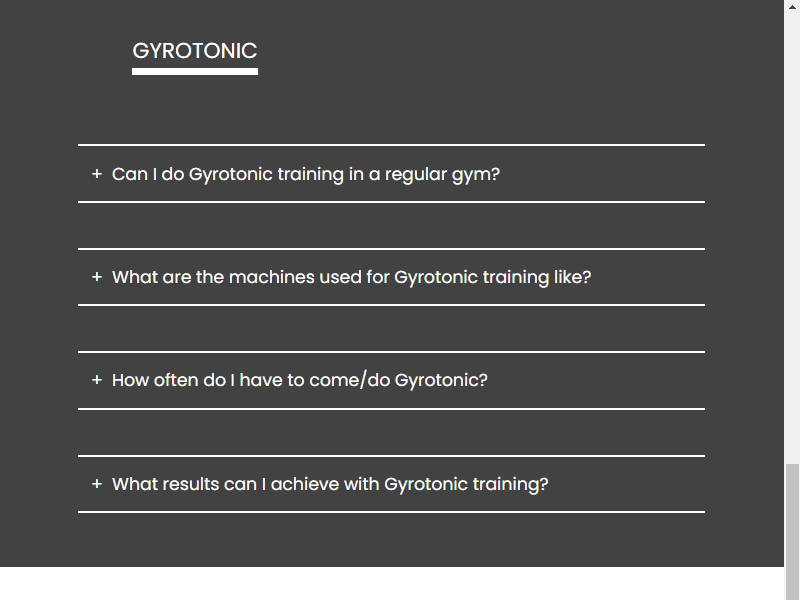 GYROTONIC
+ Can I do Gyrotonic training in a regular gym?
+ What are the machines used for Gyrotonic training like?
+ How often do I have to come/do Gyrotonic?
+ What results can I achieve with Gyrotonic training?